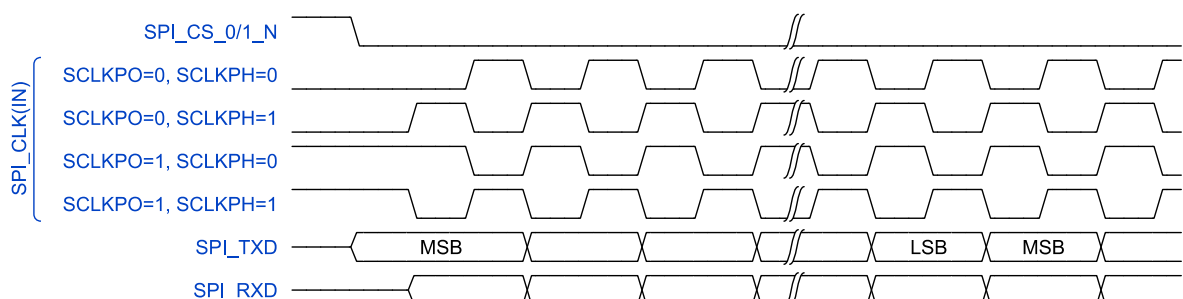 SPI_CS_0/1_N
SPI_CLK(IN)
SCLKPO=0, SCLKPH=0
SCLKPO=0, SCLKPH=1
SCLKPO=1, SCLKPH=0
SCLKPO=1, SCLKPH=1
SPI_TXD MSB LSB MSB
SPI_RXD